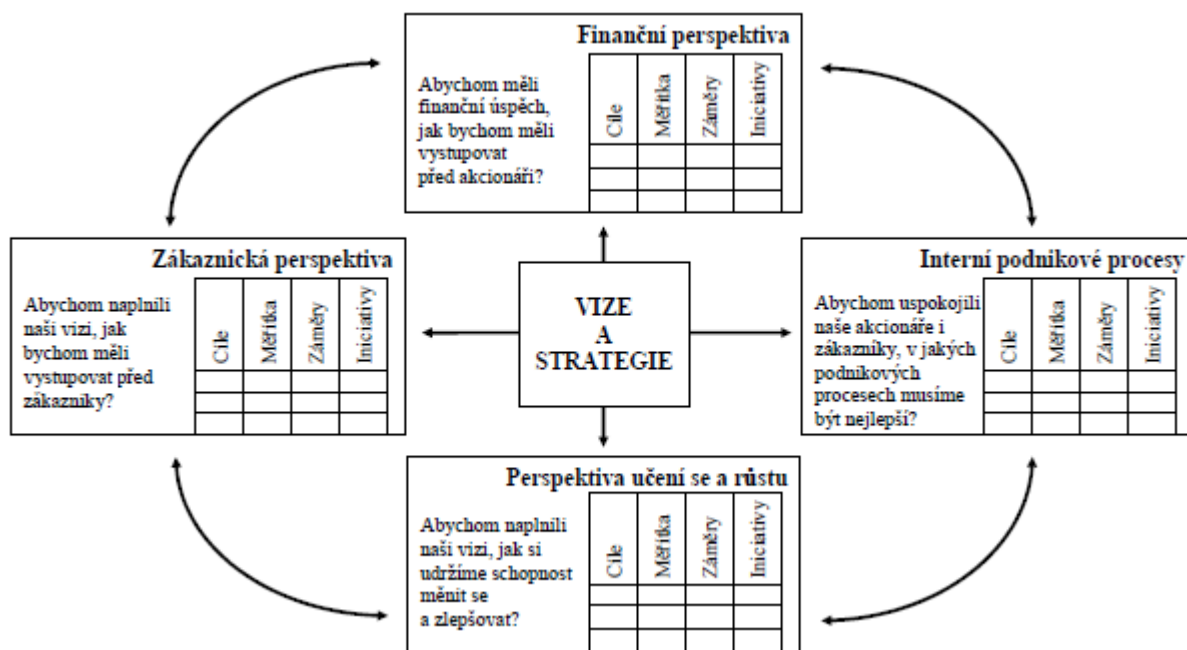 Finanční perspektiva
Abychom měli
finanční úspěch,
jak bychom měli
vystupovat
před akcionáři?
Cíle
Měřítka
Záměry
Iniciativy
Zákaznická perspektiva
Abychom naplnili
naši vizi, jak
bychom měli
vystupovat před
zákazníky?
Cíle
Měřítka
Záměry
Iniciativy
VIZE
A
STRATEGIE
Interní podnikové procesy
Abychom uspokojili
naše akcionáře i
zákazníky, v jakých
podnikových
procesech musíme
být nejlepší?
Cíle
Měřítka
Záměry
Iniciativy
Perspektiva učení se a růstu
Abychom naplnili
naši vizi, jak si
udržíme schopnost
měnit se
a zlepšovat?
Cíle
Měřítka
Záměry
Iniciativy